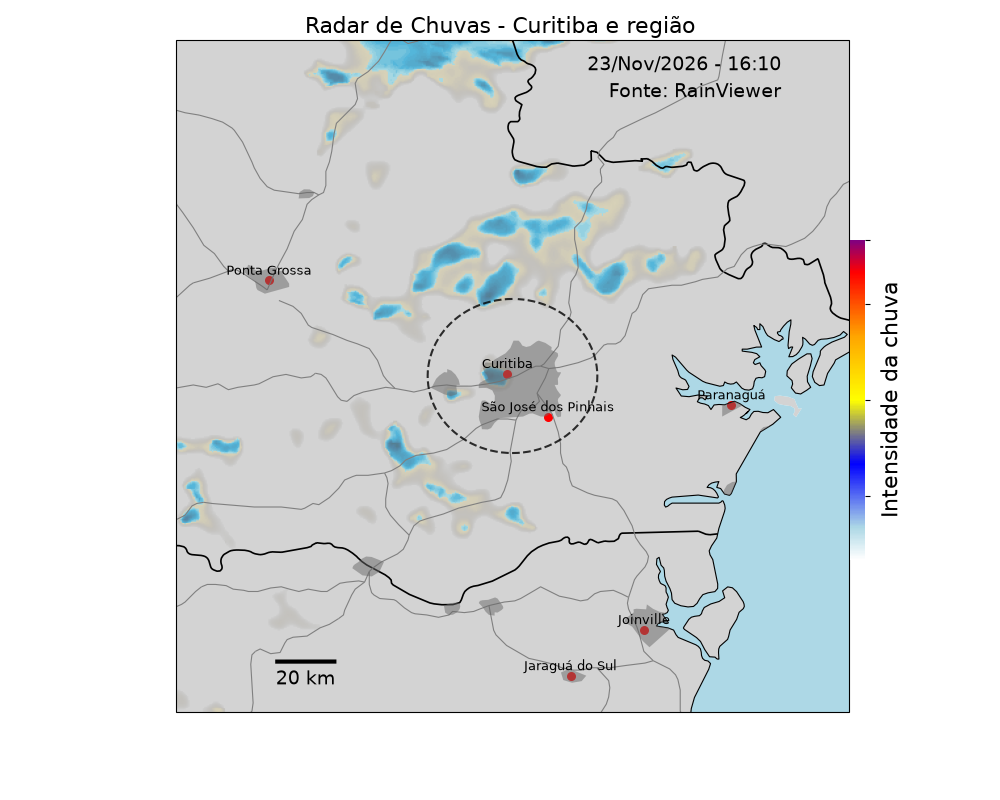 Radar de Chuvas - Curitiba e região
23/Nov/2026 - 16:10
Fonte: RainViewer
Ponta Grossa
Curitiba
Paranaguá
São José dos Pinhais
Joinville
Jaraguá do Sul
20 km
Intensidade da chuva